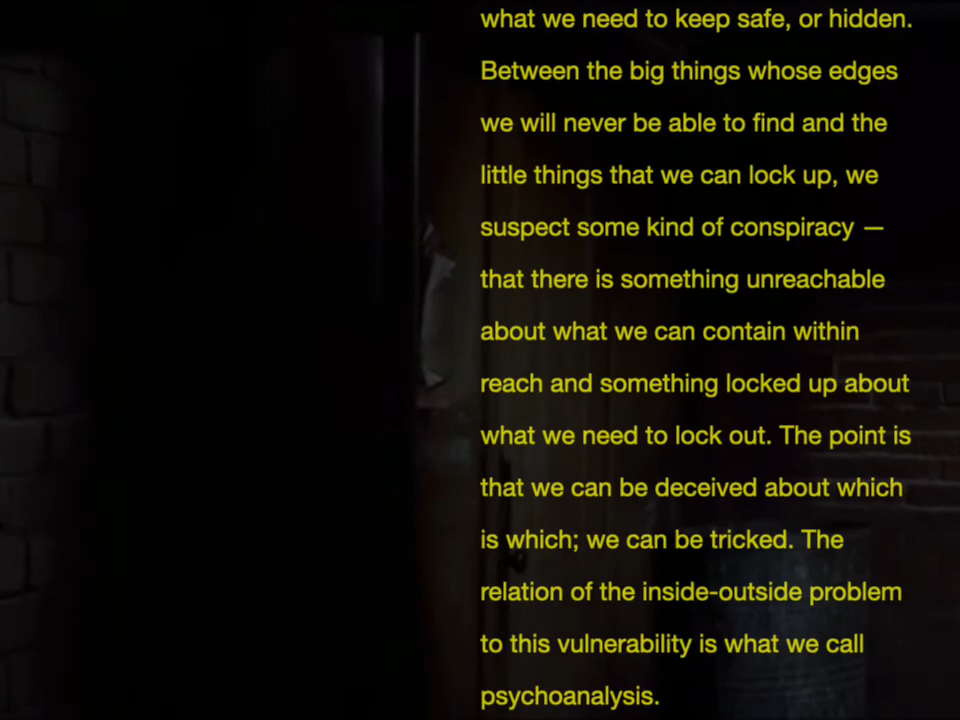 what we need to keep safe, or hidden.
Between the big things whose edges
we will never be able to find and the
little things that we can lock up, we
suspect some kind of conspiracy —
that there is something unreachable
about what we can contain within
reach and something locked up about
what we need to lock out. The point is
that we can be deceived about which
is which; we can be tricked. The
relation of the inside-outside problem
to this vulnerability is what we call
psychoanalysis.